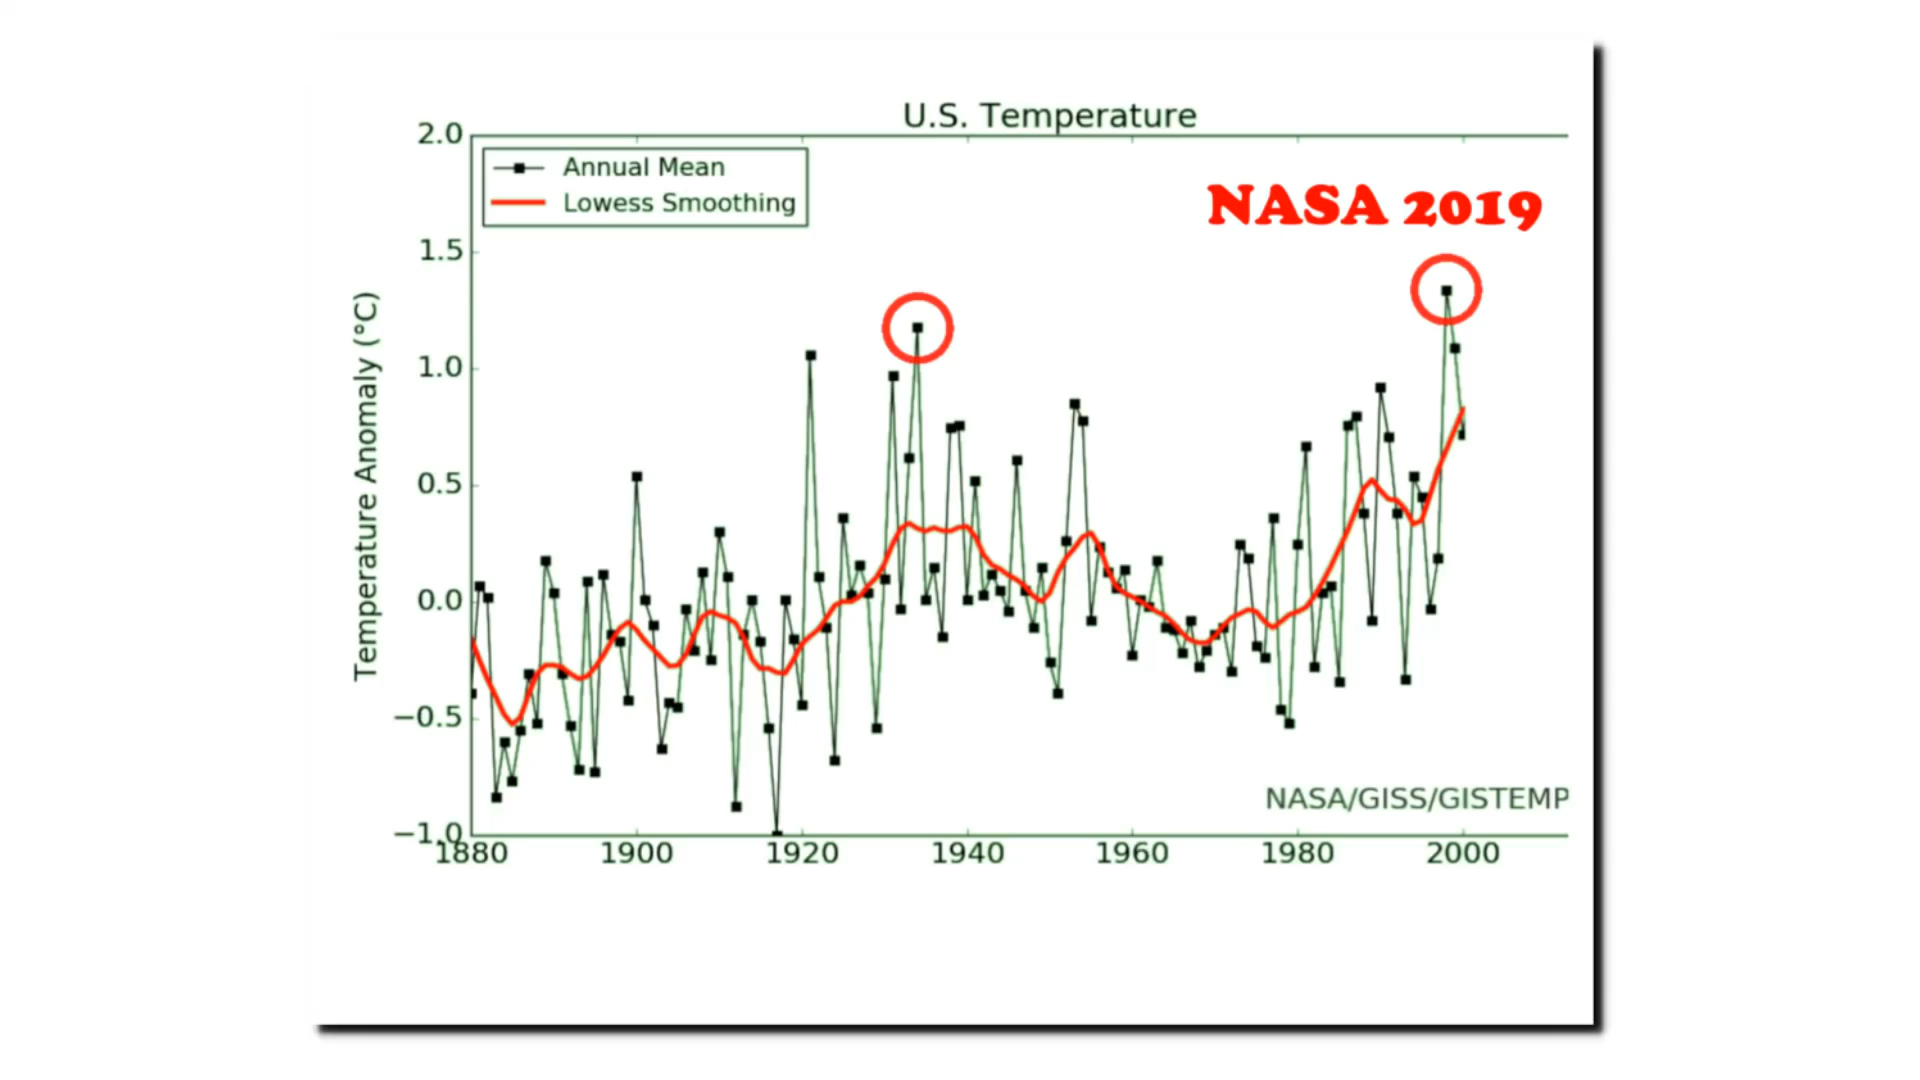 U.S. Temperature
2.0
Annual Mean
Lowess Smoothing
NASA 2019
1.5
1.0
0.5
0.0
−0.5
−1.0
Temperature Anomaly (°C)
NASA/GISS/GISTEMP
1880 1900 1920 1940 1960 1980 2000